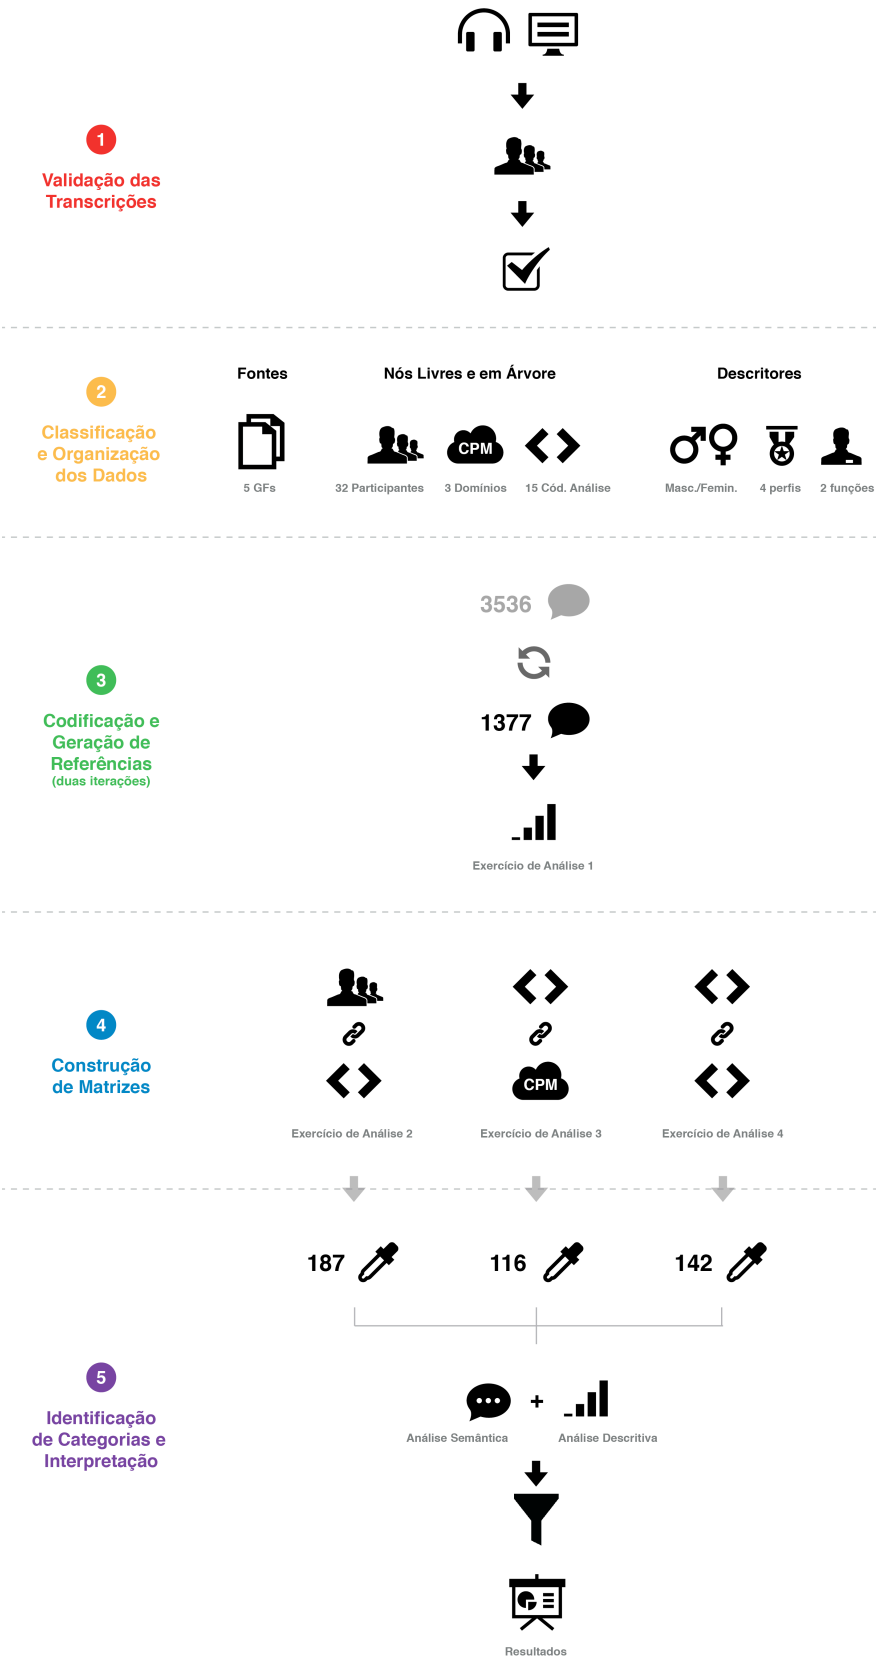 1
Validação das
Transcrições
2
Classificação
e Organização
dos Dados
Fontes
Nós Livres e em Árvore
Descritores
CPM
5 GFs
32 Participantes
3 Domínios
15 Cód. Análise
Masc./Femin.
4 perfis
2 funções
3
Codificação e
Geração de
Referências
(duas iterações)
3536
1377
Exercício de Análise 1
4
Construção
de Matrizes
CPM
Exercício de Análise 2
Exercício de Análise 3
Exercício de Análise 4
187
116
142
5
Identificação
de Categorias e
Interpretação
+
Análise Semântica
Análise Descritiva
Resultados